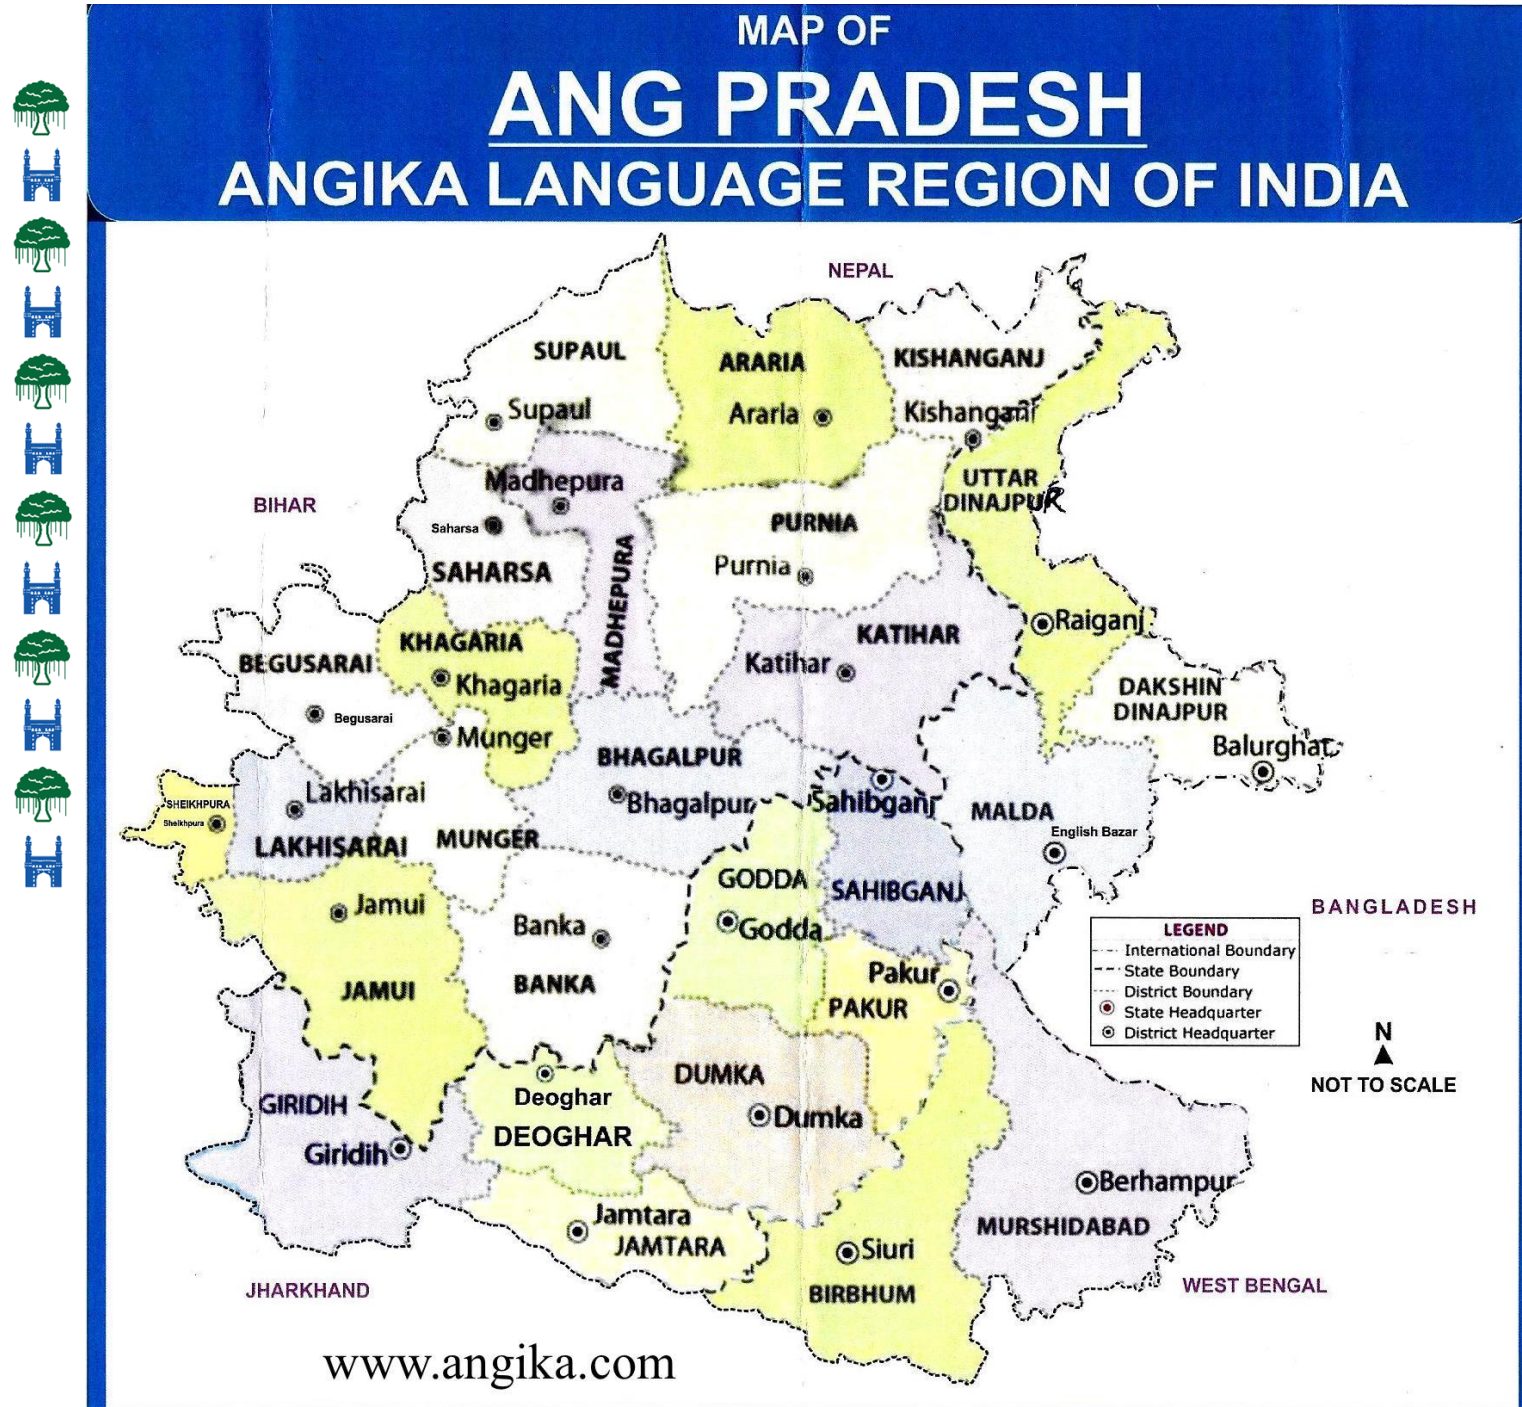 MAP OF
ANG PRADESH
ANGIKA LANGUAGE REGION OF INDIA
NEPAL
SUPAUL
ARARIA
KISHANGANJ
Supaul
Araria
Kishanganj
Madhepura
UTTAR
DINAJPUR
BIHAR
Saharsa
PURNIA
SAHARSA
MADHEPURA
Purnia
Raiganj
KHAGARIA
KATIHAR
BEGUSARAI
Khagaria
Katihar
DAKSHIN
DINAJPUR
Begusarai
Munger
BHAGALPUR
Balurghat
Lakhisarai
Bhagalpur
Sahibganj
MALDA
SHEIKHPURA
Sheikhpura
English Bazar
LAKHISARAI
MUNGER
GODDA
SAHIBGANJ
Jamui
Banka
Godda
BANGLADESH
LEGEND
International Boundary
State Boundary
District Boundary
State Headquarter
District Headquarter
JAMUI
BANKA
Pakur
PAKUR
N
NOT TO SCALE
DUMKA
GIRIDIH
Deoghar
Dumka
DEOGHAR
Giridih
Berhampur
Jamtara
JAMTARA
MURSHIDABAD
Siuri
JHARKHAND
BIRBHUM
WEST BENGAL
www.angika.com